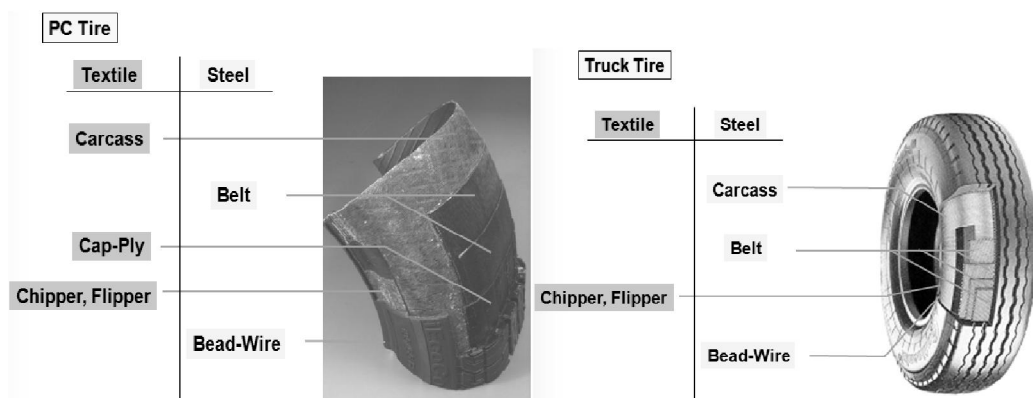 PC Tire
Textile Steel
Carcass
Belt
Cap-Ply
Chipper, Flipper
Bead-Wire
Truck Tire
Textile Steel
Carcass
Belt
Chipper, Flipper
Bead-Wire